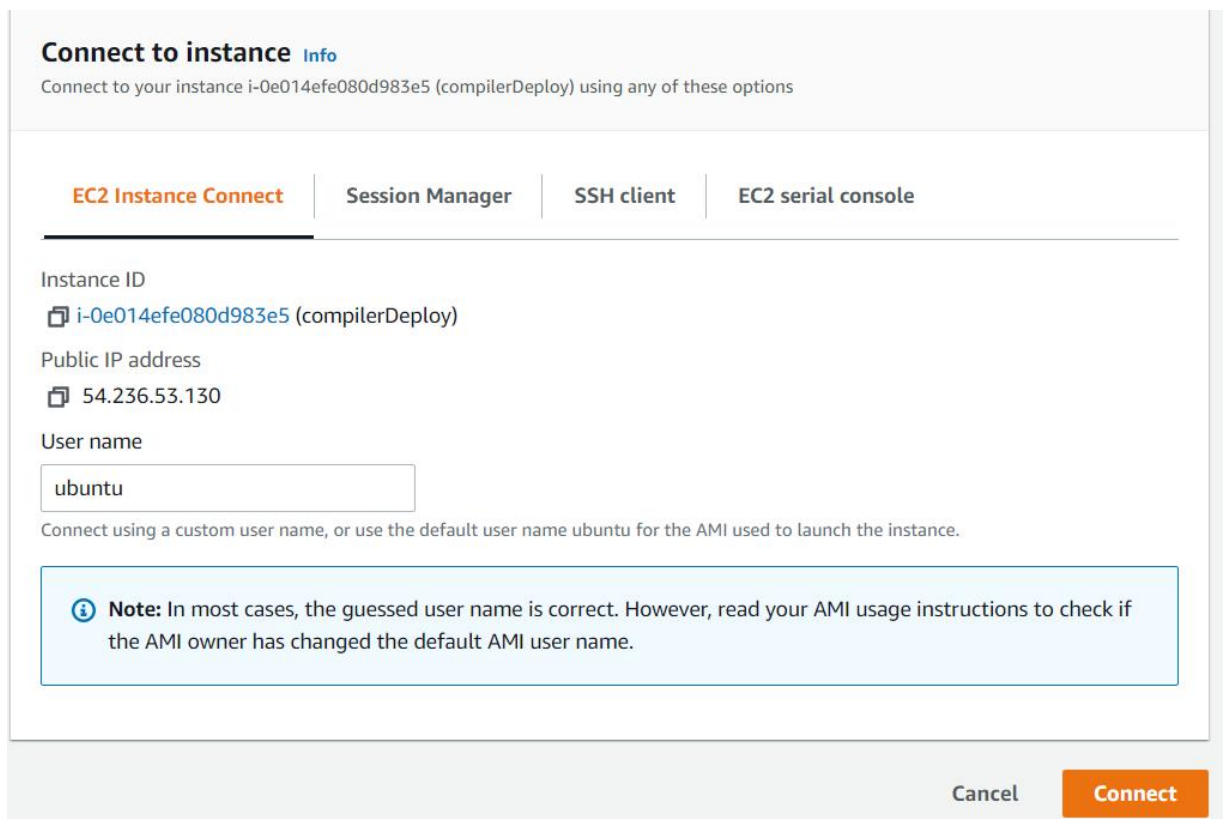 Connect to instance Info
Connect to your instance i-0e014efe080d983e5 (compilerDeploy) using any of these options
EC2 Instance Connect Session Manager SSH client EC2 serial console
Instance ID
i-0e014efe080d983e5 (compilerDeploy)
Public IP address
54.236.53.130
User name
ubuntu
Connect using a custom user name, or use the default user name ubuntu for the AMI used to launch the instance.
Note: In most cases, the guessed user name is correct. However, read your AMI usage instructions to check if
the AMI owner has changed the default AMI user name.
Cancel Connect